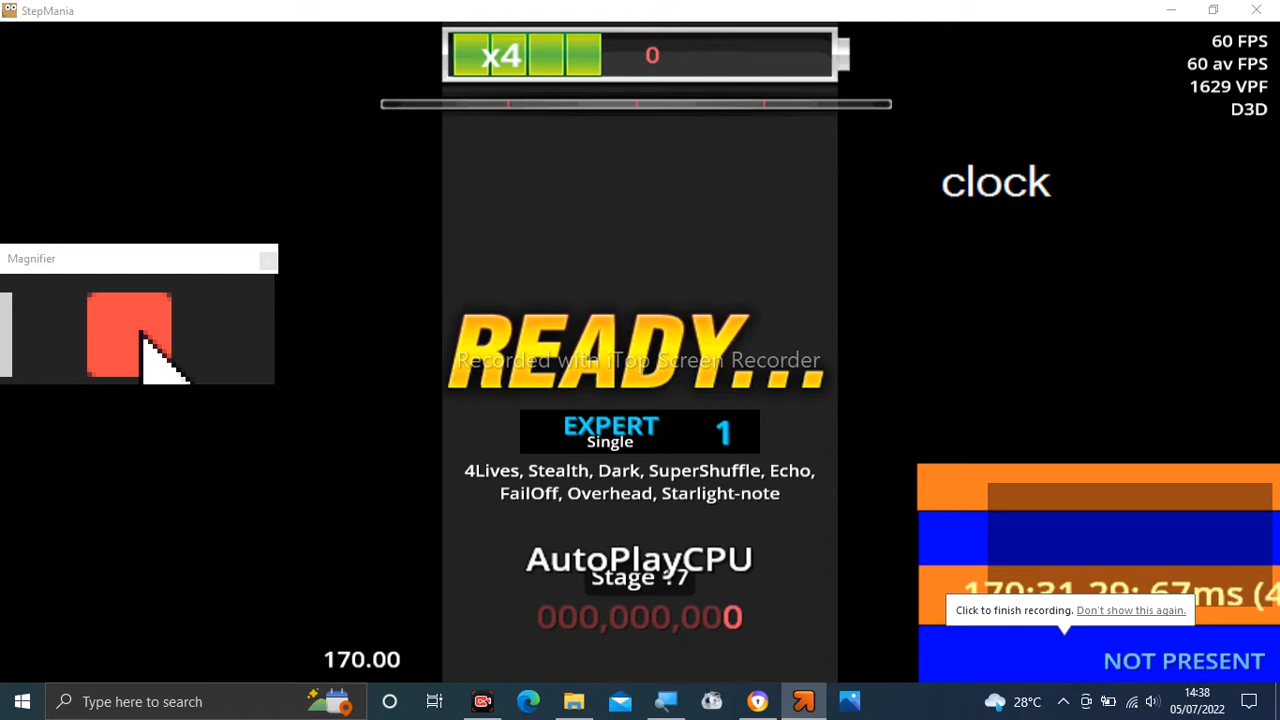 StepMania
x4
0
60 FPS
60 av FPS
1629 VPF
D3D
clock
Magnifier
READY...
Recorded with iTop Screen Recorder
EXPERT 1
Single
4Lives, Stealth, Dark, SuperShuffle, Echo,
FailOff, Overhead, Starlight-note
AutoPlayCPU
Stage
000,000,000
170.00
Click to finish recording. Don't show this again.
NOT PRESENT
Type here to search
28°C
14:38
05/07/2022